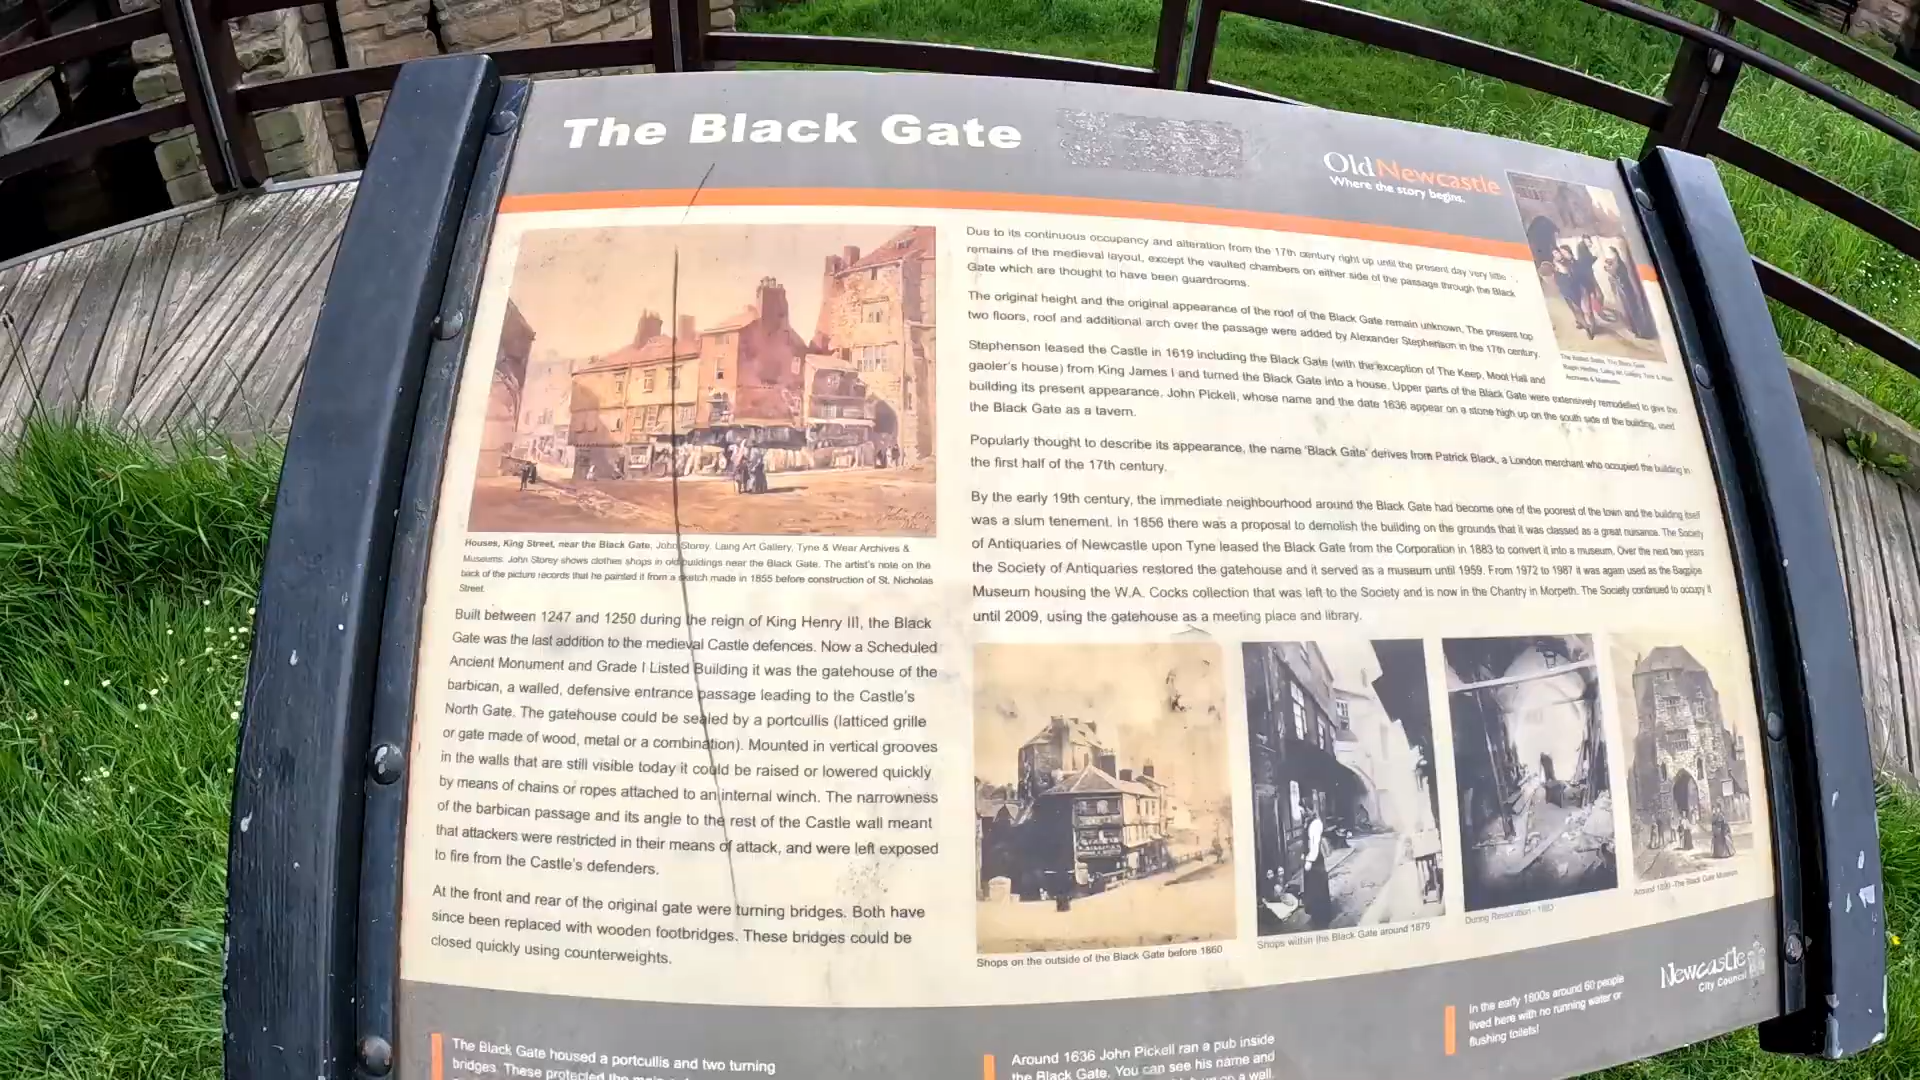 The Black Gate
Old Newcastle
Where the story begins.
Houses, King Street, near the Black Gate, John Storey, Laing Art Gallery, Tyne & Wear Archives &
Museums. John Storey shows clothes shops in old buildings near the Black Gate. The artist's note on the
back of the picture records that he painted it from a sketch made in 1855 before construction of St. Nicholas
Street.
Built between 1247 and 1250 during the reign of King Henry III, the Black
Gate was the last addition to the medieval Castle defences. Now a Scheduled
Ancient Monument and Grade I Listed Building it was the gatehouse of the
barbican, a walled, defensive entrance passage leading to the Castle's
North Gate. The gatehouse could be sealed by a portcullis (latticed grille
or gate made of wood, metal or a combination). Mounted in vertical grooves
in the walls that are still visible today it could be raised or lowered quickly
by means of chains or ropes attached to an internal winch. The narrowness
of the barbican passage and its angle to the rest of the Castle wall meant
that attackers were restricted in their means of attack, and were left exposed
to fire from the Castle's defenders.
At the front and rear of the original gate were turning bridges. Both have
since been replaced with wooden footbridges. These bridges could be
closed quickly using counterweights.
Due to its continuous occupancy and alteration from the 17th century right up until the present day very little
remains of the medieval layout, except the vaulted chambers on either side of the passage through the Black
Gate which are thought to have been guardrooms.
The original height and the original appearance of the roof of the Black Gate remain unknown. The present top
two floors, roof and additional arch over the passage were added by Alexander Stephenson in the 17th century.
Stephenson leased the Castle in 1619 including the Black Gate (with the exception of The Keep, Moot Hall and
gaoler's house) from King James I and turned the Black Gate into a house. Upper parts of the Black Gate were extensively remodelled to give the
building its present appearance. John Pickell, whose name and the date 1636 appear on a stone high up on the south side of the building, used
the Black Gate as a tavern.
Popularly thought to describe its appearance, the name 'Black Gate' derives from Patrick Black, a London merchant who occupied the building in
the first half of the 17th century.
By the early 19th century, the immediate neighbourhood around the Black Gate had become one of the poorest of the town and the building itself
was a slum tenement. In 1856 there was a proposal to demolish the building on the grounds that it was classed as a great nuisance. The Society
of Antiquaries of Newcastle upon Tyne leased the Black Gate from the Corporation in 1883 to convert it into a museum. Over the next two years
the Society of Antiquaries restored the gatehouse and it served as a museum until 1959. From 1972 to 1987 it was again used as the Bagpipe
Museum housing the W.A. Cocks collection that was left to the Society and is now in the Chantry in Morpeth. The Society continued to occupy it
until 2009, using the gatehouse as a meeting place and library.
Shops on the outside of the Black Gate before 1860
Shops within the Black Gate around 1879
During Restoration - 1883
The Black Gate Museum
Newcastle
City Council
The Black Gate housed a portcullis and two turning
bridges. These protected the
Around 1636 John Pickell ran a pub inside
the Black Gate. You can see his name and
on a wall.
In the early 1800s around 60 people
lived here with no running water or
flushing toilets!